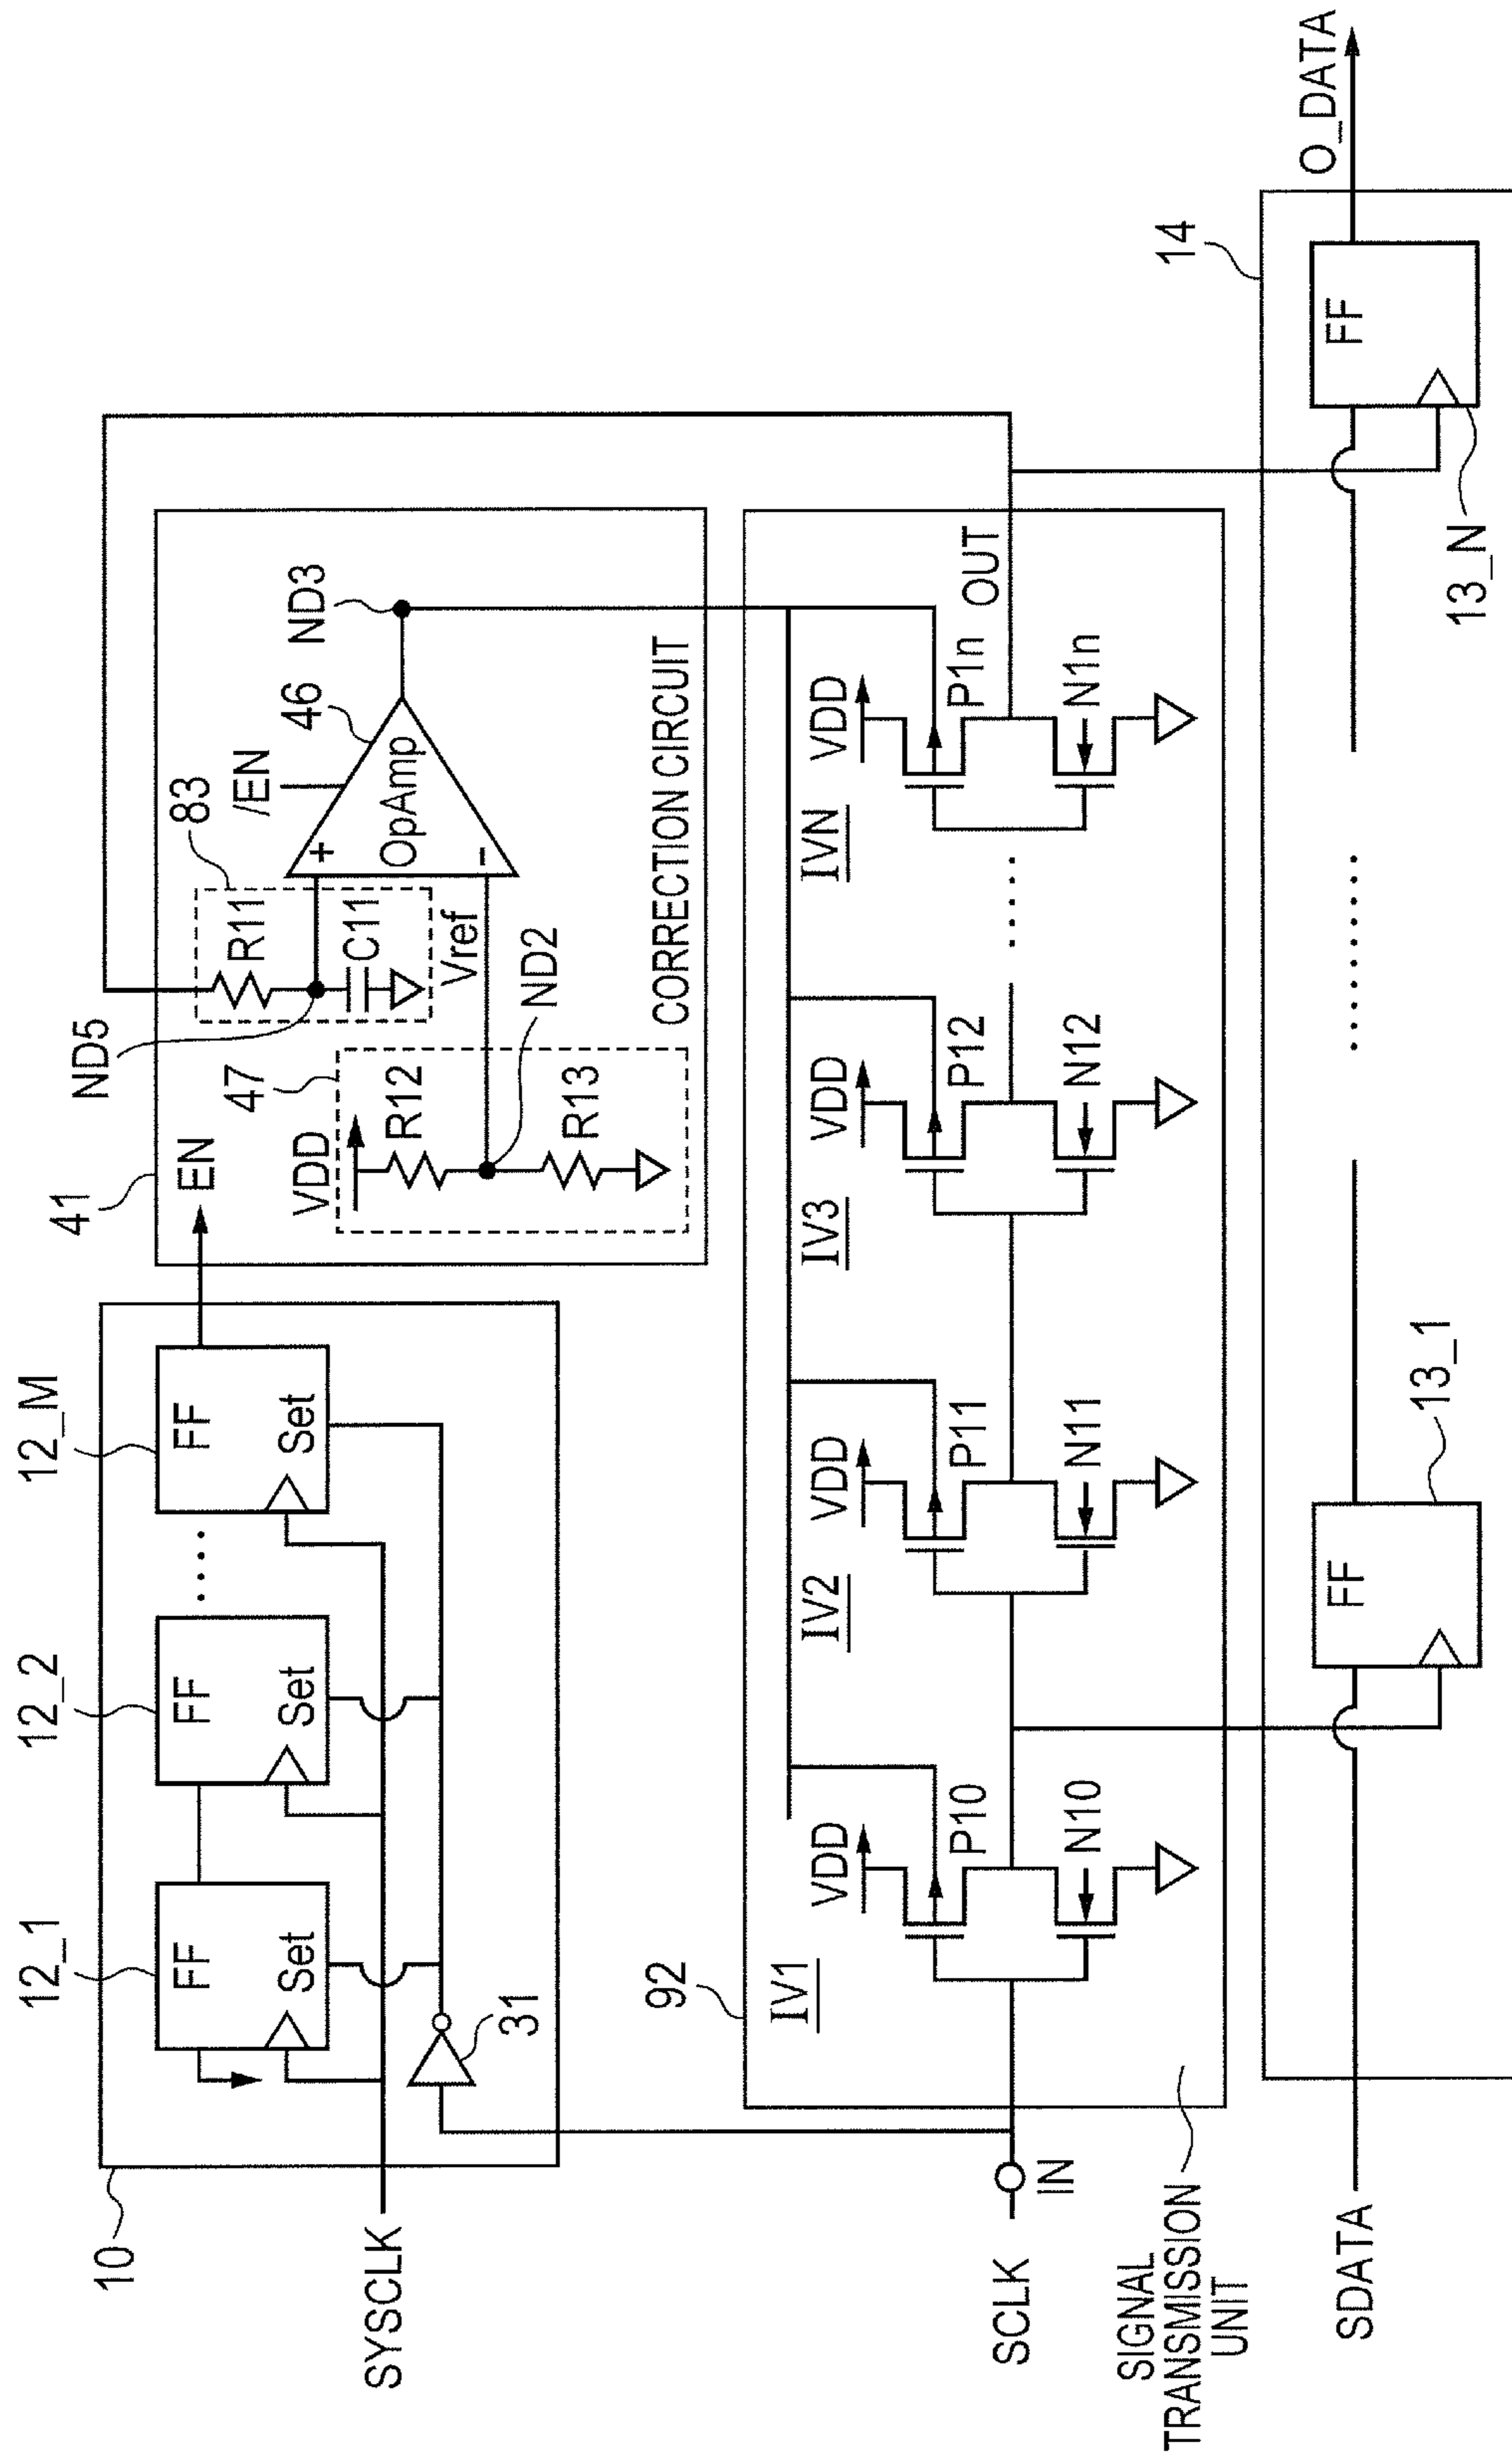 10
12_1
12_2
12_M
FF
FF
FF
Set
Set
Set
....
31
SYSCLK
EN
41
ND5
47
83
/EN
46
ND3
R11
C11
OpAmp
+
-
Vref
ND2
VDD
R12
R13
CORRECTION CIRCUIT
92
IV1
IV2
IV3
IVN
VDD
VDD
VDD
VDD
P10
P11
P12
P1n
N10
N11
N12
N1n
....
OUT
SCLK
IN
SIGNAL
TRANSMISSION
UNIT
14
SDATA
FF
13_1
......
FF
13_N
O_DATA